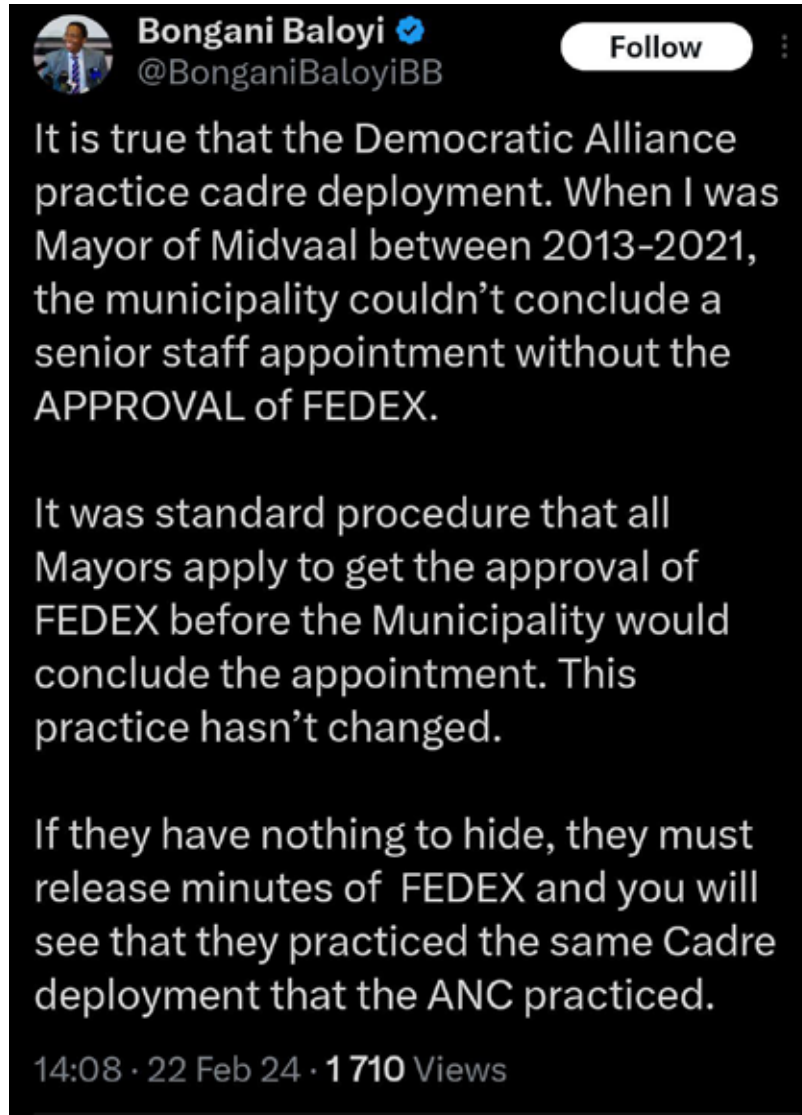 Bongani Baloyi
@BonganiBaloyiBB
Follow
It is true that the Democratic Alliance
practice cadre deployment. When I was
Mayor of Midvaal between 2013-2021,
the municipality couldn’t conclude a
senior staff appointment without the
APPROVAL of FEDEX.
It was standard procedure that all
Mayors apply to get the approval of
FEDEX before the Municipality would
conclude the appointment. This
practice hasn’t changed.
If they have nothing to hide, they must
release minutes of FEDEX and you will
see that they practiced the same Cadre
deployment that the ANC practiced.
14:08 · 22 Feb 24 · 1 710 Views